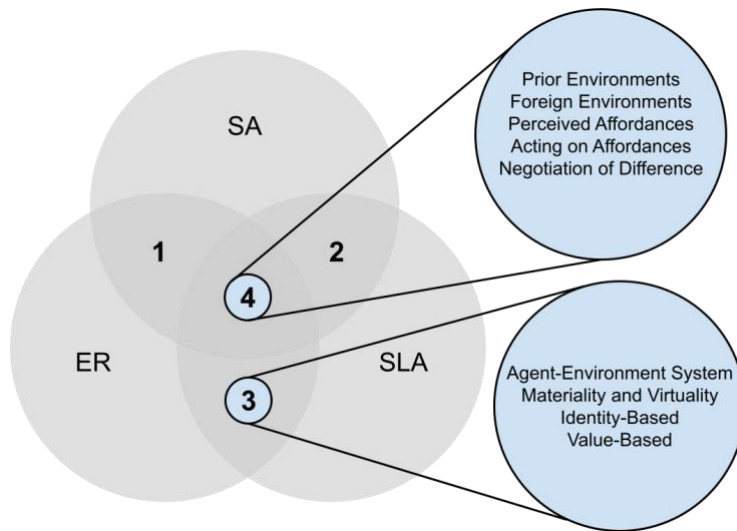 SA
1
2
4
3
ER
SLA
Prior Environments
Foreign Environments
Perceived Affordances
Acting on Affordances
Negotiation of Difference
Agent-Environment System
Materiality and Virtuality
Identity-Based
Value-Based